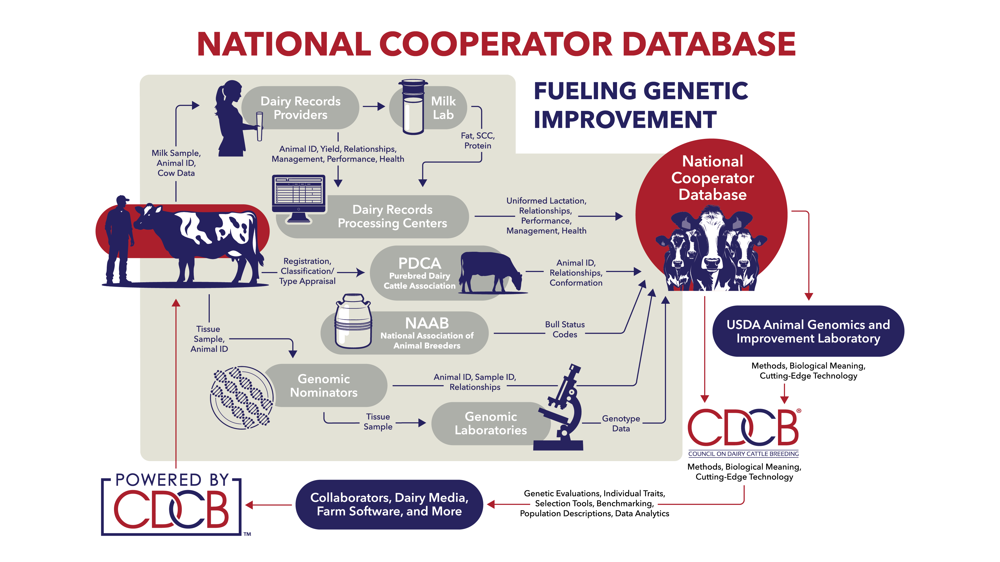 NATIONAL COOPERATOR DATABASE
FUELING GENETIC
IMPROVEMENT
Dairy Records
Providers
Milk
Lab
Milk Sample,
Animal ID,
Cow Data
Animal ID, Yield, Relationships,
Management, Performance, Health
Fat, SCC,
Protein
Dairy Records
Processing Centers
Uniformed Lactation,
Relationships,
Performance,
Management, Health
National
Cooperator
Database
Registration,
Classification/
Type Appraisal
PDCA
Purebred Dairy
Cattle Association
Animal ID,
Relationships,
Conformation
NAAB
National Association of
Animal Breeders
Bull Status
Codes
Tissue
Sample,
Animal ID
Genomic
Nominators
Animal ID, Sample ID,
Relationships
Tissue
Sample
Genomic
Laboratories
Genotype
Data
USDA Animal Genomics and
Improvement Laboratory
Methods, Biological Meaning,
Cutting-Edge Technology
CDCB®
COUNCIL ON DAIRY CATTLE BREEDING
Methods, Biological Meaning,
Cutting-Edge Technology
Genetic Evaluations, Individual Traits,
Selection Tools, Benchmarking,
Population Descriptions, Data Analytics
Collaborators, Dairy Media,
Farm Software, and More
POWERED BY
CDCB
TM